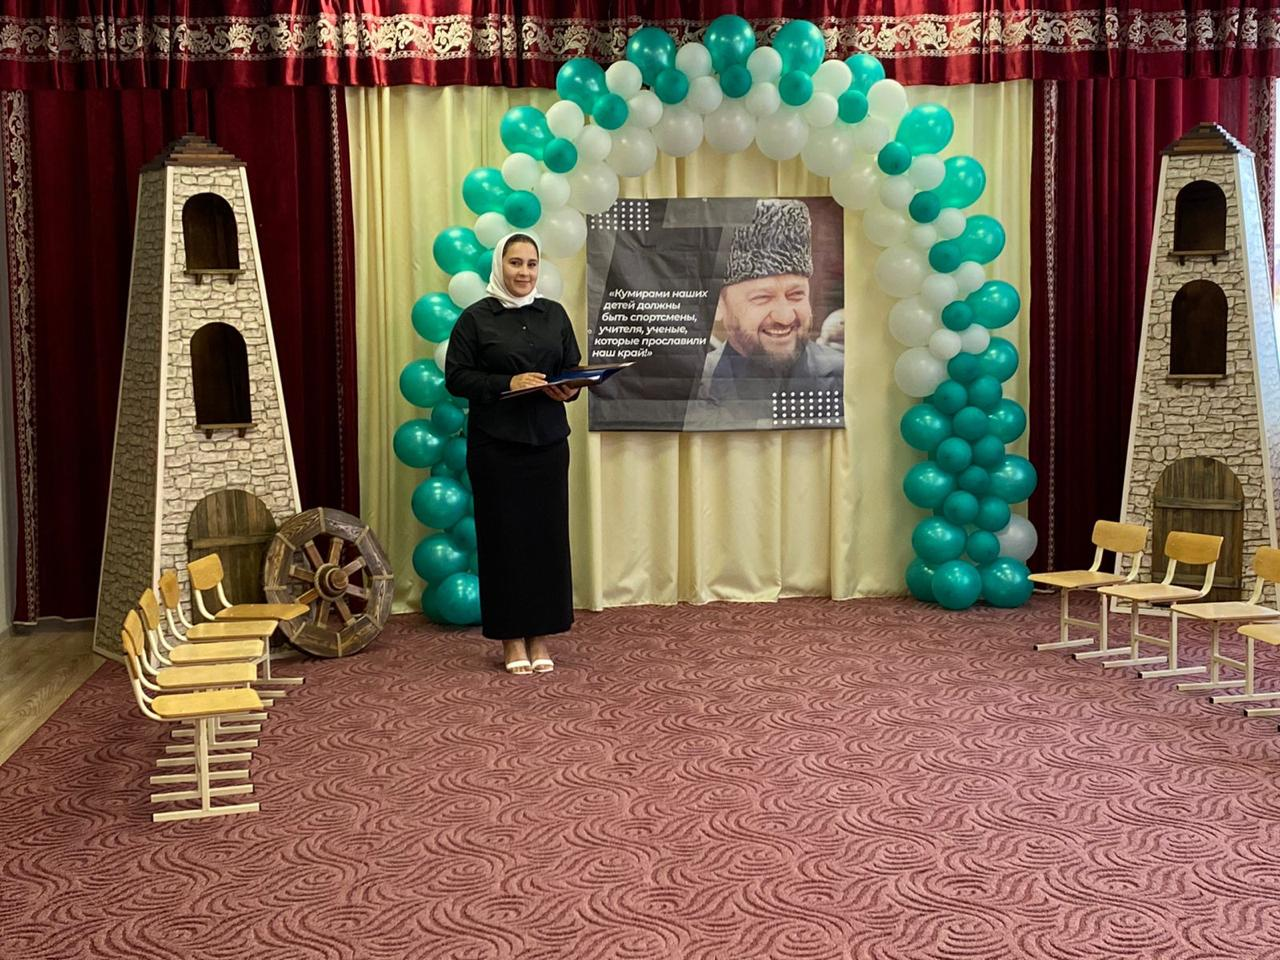 «Кумирами наших
детей должны
быть спортсмены,
учителя, ученые,
которые прославили
наш край!»